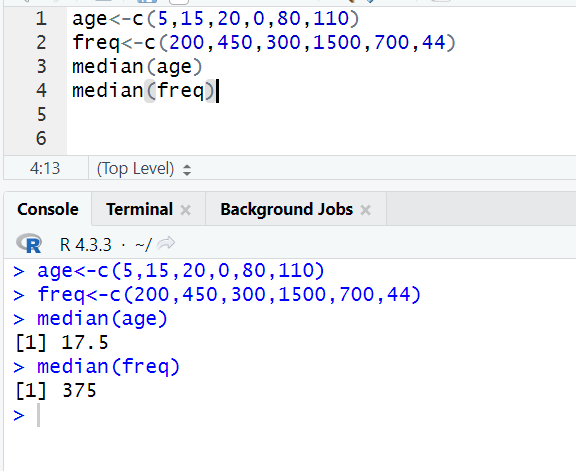 1 age<-c(5,15,20,0,80,110)
2 freq<-c(200,450,300,1500,700,44)
3 median(age)
4 median(freq)
5
6
4:13 (Top Level)
Console Terminal Background Jobs
R R 4.3.3 · ~/
> age<-c(5,15,20,0,80,110)
> freq<-c(200,450,300,1500,700,44)
> median(age)
[1] 17.5
> median(freq)
[1] 375
>